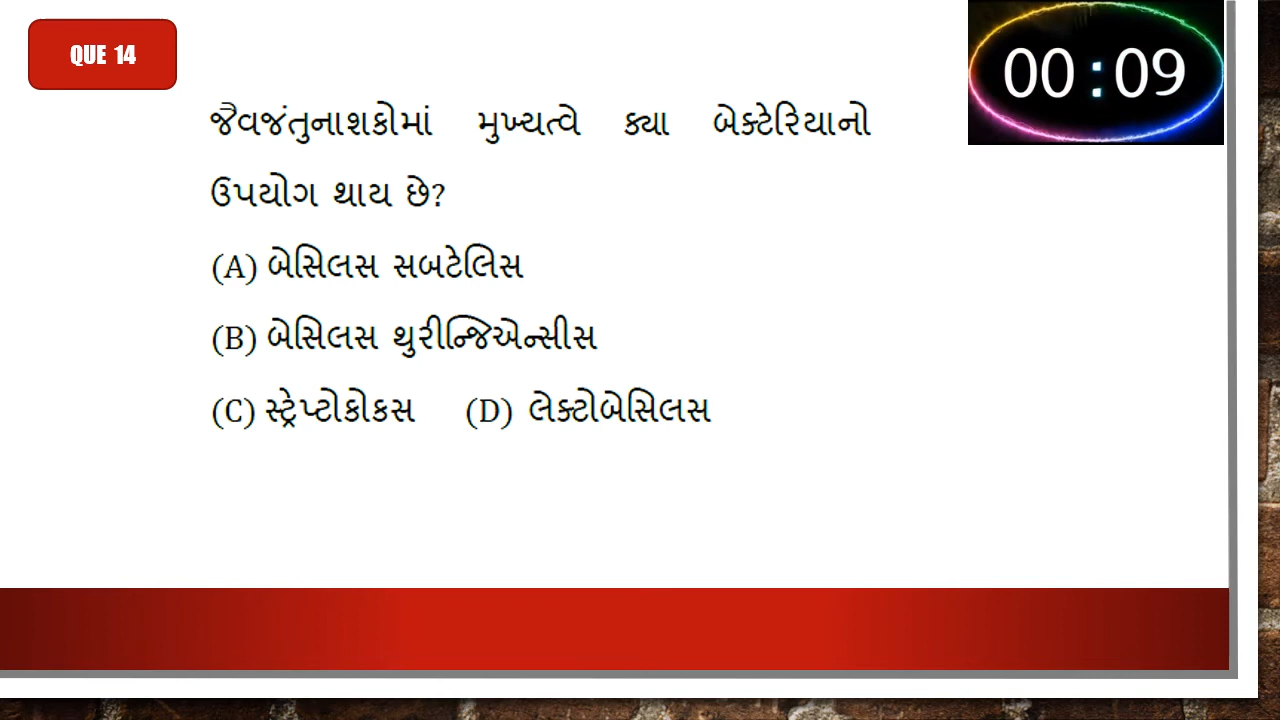 QUE 14
00:09
જૈવજંતુનાશકોમાં મુખ્યત્વે ક્યા બેક્ટેરિયાનો
ઉપયોગ થાય છે?
(A) બેસિલસ સબટેલિસ
(B) બેસિલસ થુરીન્જિએન્સીસ
(C) સ્ટ્રેપ્ટોકોકસ (D) લેક્ટોબેસિલસ